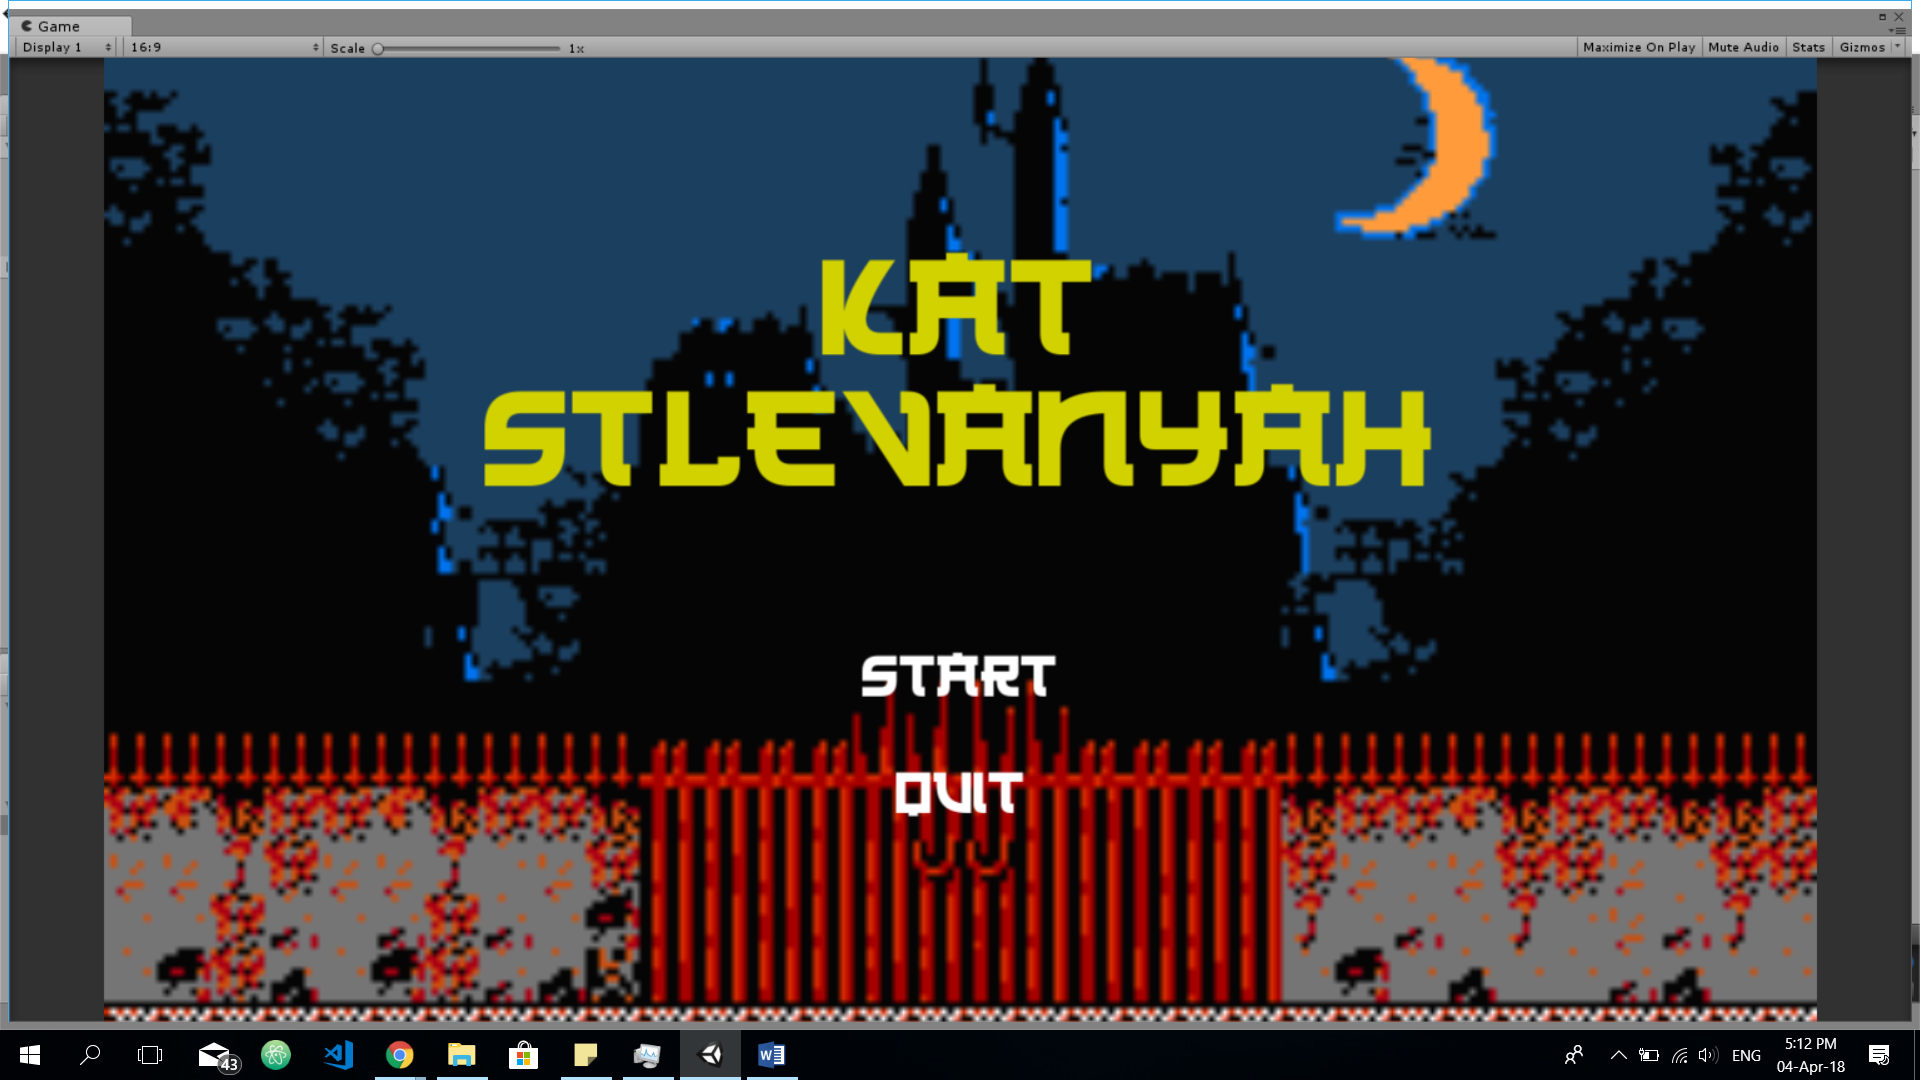 Game
Display 1 16:9 Scale 1x Maximize On Play Mute Audio Stats Gizmos
KAT
STLEVANYAH
START
QUIT
43
ENG
5:12 PM
04-Apr-18